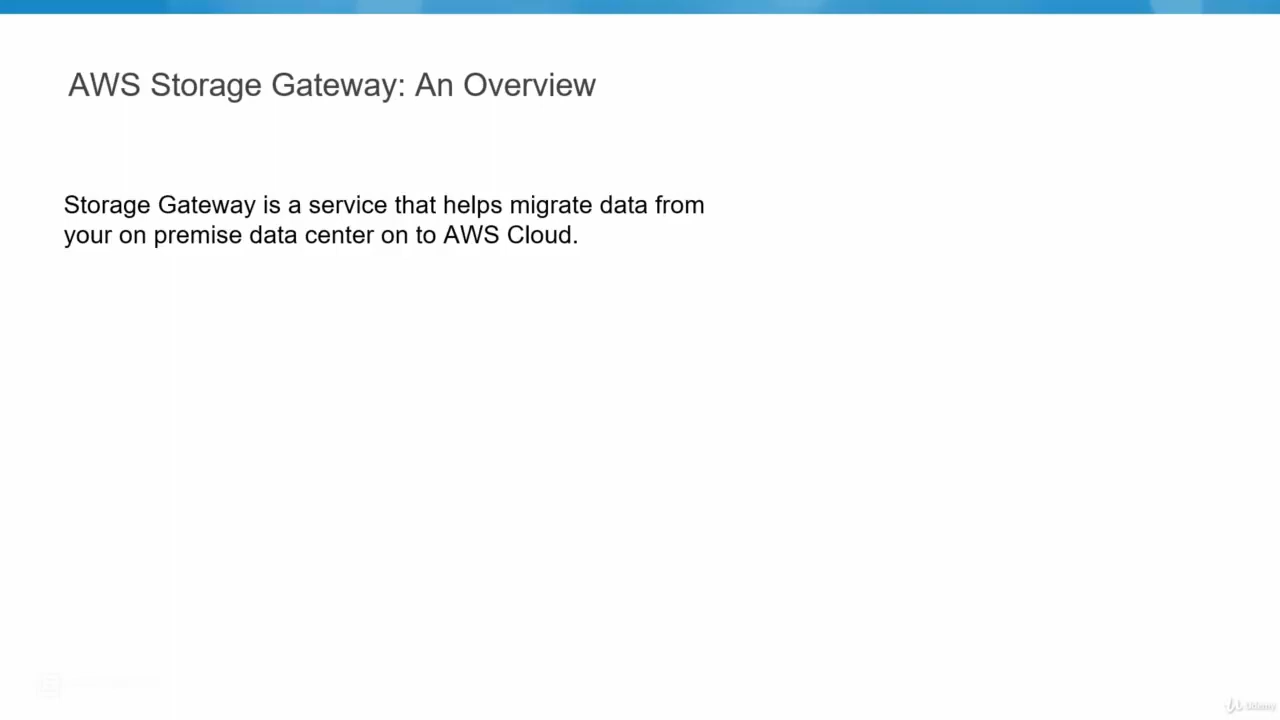 AWS Storage Gateway: An Overview
Storage Gateway is a service that helps migrate data from
your on premise data center on to AWS Cloud.
Udemy